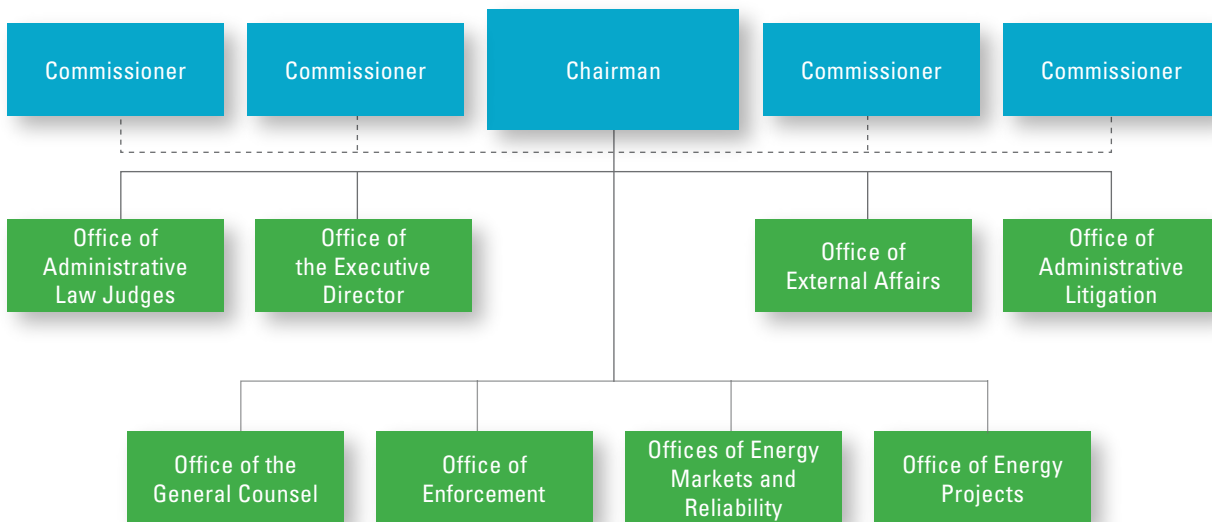 Commissioner
Commissioner
Chairman
Commissioner
Commissioner
Office of
Administrative
Law Judges
Office of
the Executive
Director
Office of
External Affairs
Office of
Administrative
Litigation
Office of the
General Counsel
Office of
Enforcement
Offices of Energy
Markets and
Reliability
Office of Energy
Projects